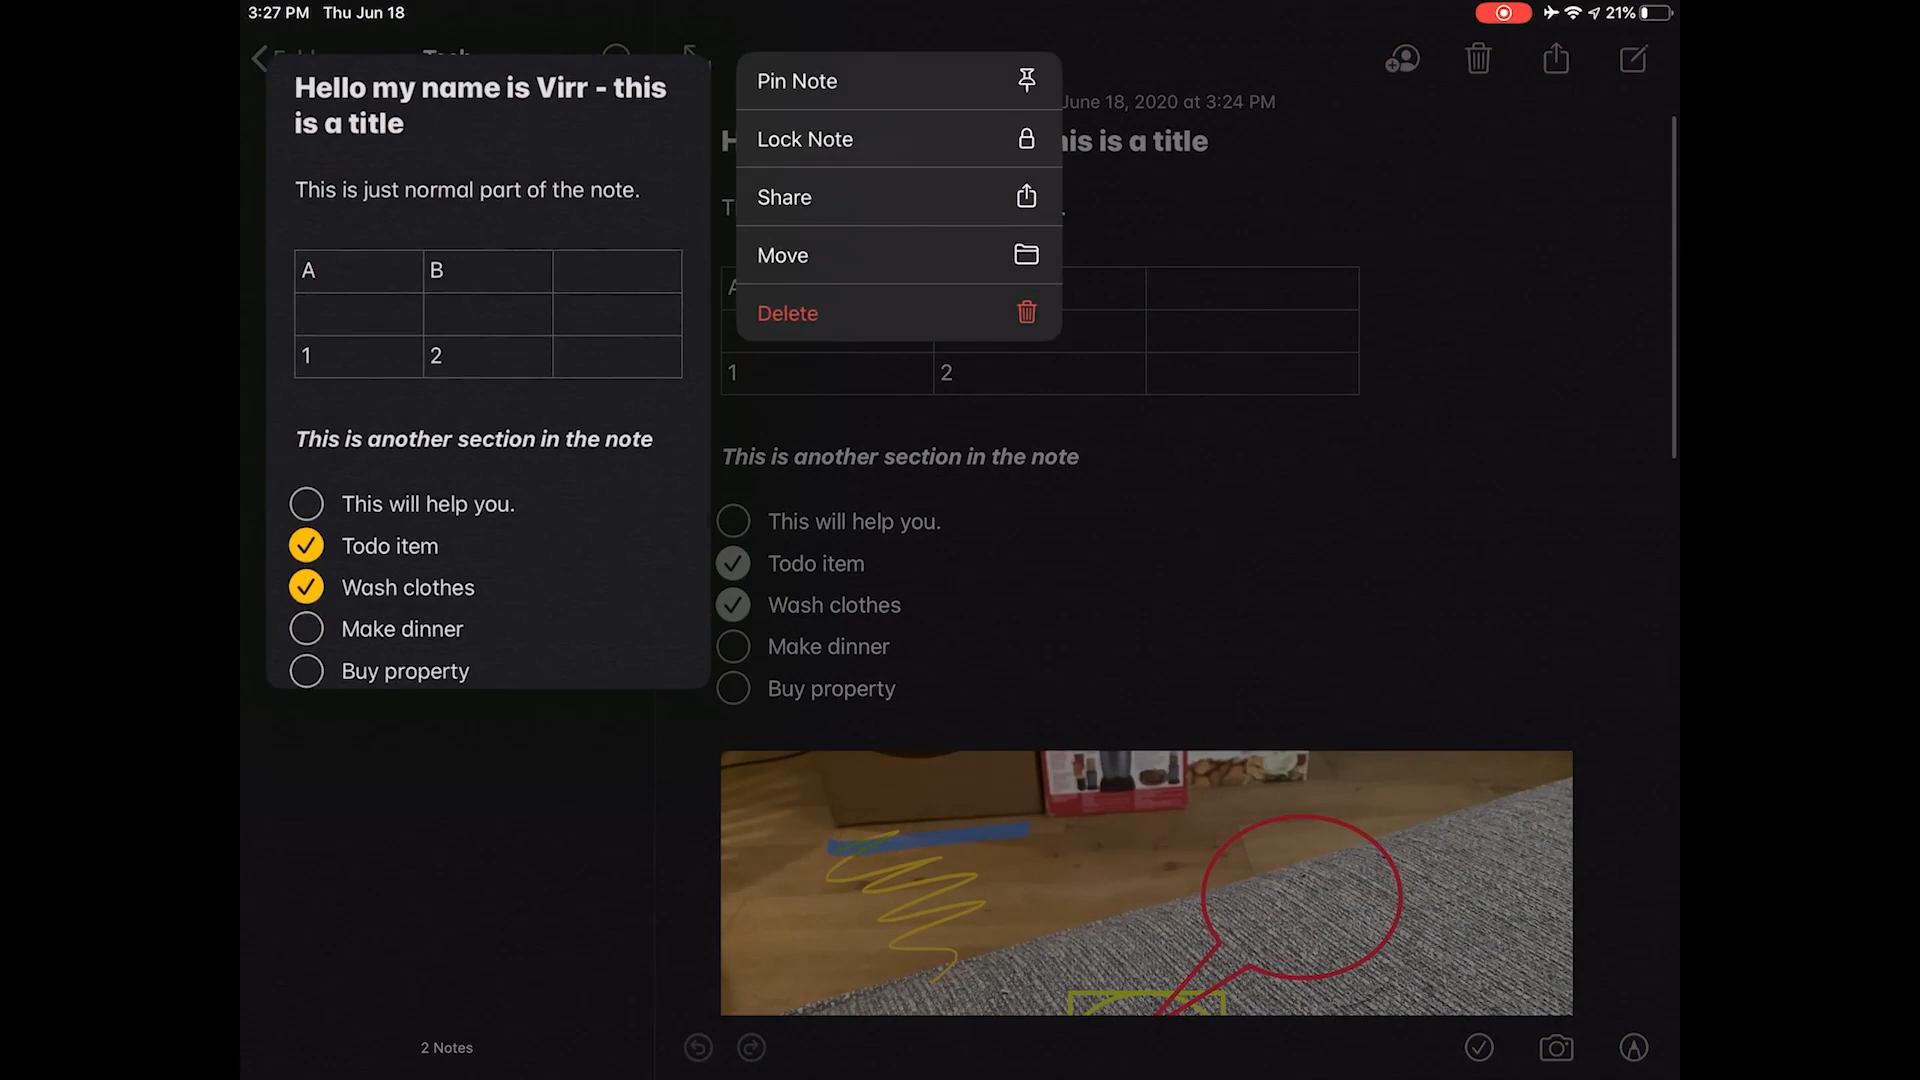 3:27 PM Thu Jun 18
21%
Hello my name is Virr - this
is a title
This is just normal part of the note.
A B
1 2
This is another section in the note
This will help you.
Todo item
Wash clothes
Make dinner
Buy property
2 Notes
Pin Note
Lock Note
Share
Move
Delete
June 18, 2020 at 3:24 PM
is a title
1 2
This is another section in the note
This will help you.
Todo item
Wash clothes
Make dinner
Buy property